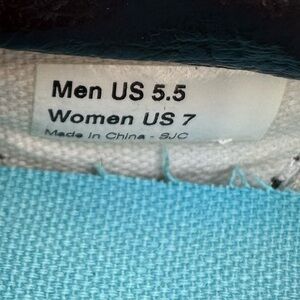 Men US 5.5
Women US 7
Made in China - SJC